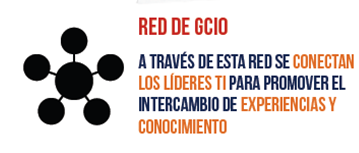 RED DE GCIO
A TRAVÉS DE ESTA RED SE CONECTAN
LOS LÍDERES TI PARA PROMOVER EL
INTERCAMBIO DE EXPERIENCIAS Y
CONOCIMIENTO